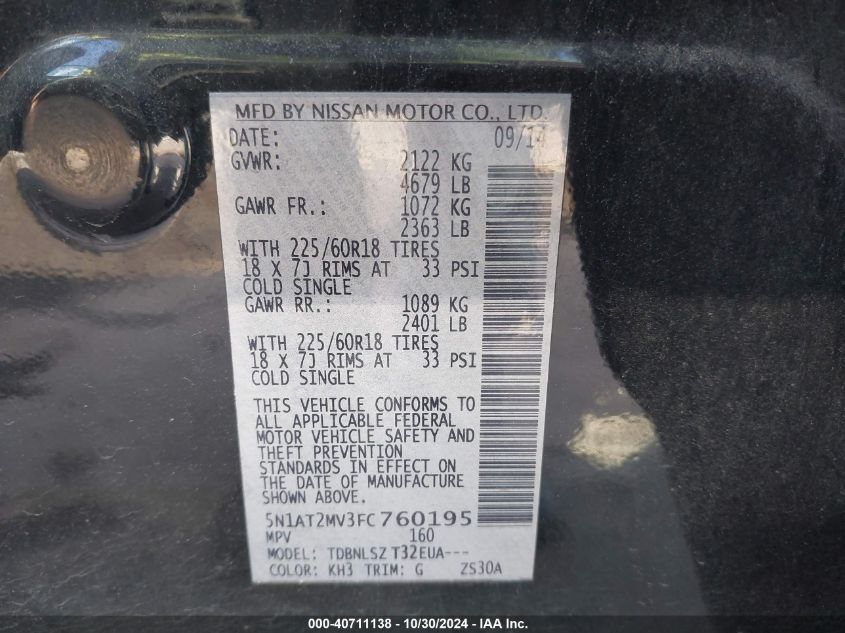 MFD BY NISSAN MOTOR CO., LTD.
DATE: 09/14
GVWR: 2122 KG
4679 LB
GAWR FR.: 1072 KG
2363 LB
WITH 225/60R18 TIRES
18 X 7J RIMS AT 33 PSI
COLD SINGLE
GAWR RR.: 1089 KG
2401 LB
WITH 225/60R18 TIRES
18 X 7J RIMS AT 33 PSI
COLD SINGLE
THIS VEHICLE CONFORMS TO
ALL APPLICABLE FEDERAL
MOTOR VEHICLE SAFETY AND
THEFT PREVENTION
STANDARDS IN EFFECT ON
THE DATE OF MANUFACTURE
SHOWN ABOVE.
5N1AT2MV3FC760195
MPV 160
MODEL: TDBNLSZ T32EUA---
COLOR: KH3 TRIM: G ZS30A
000-40711138 - 10/30/2024 - IAA Inc.